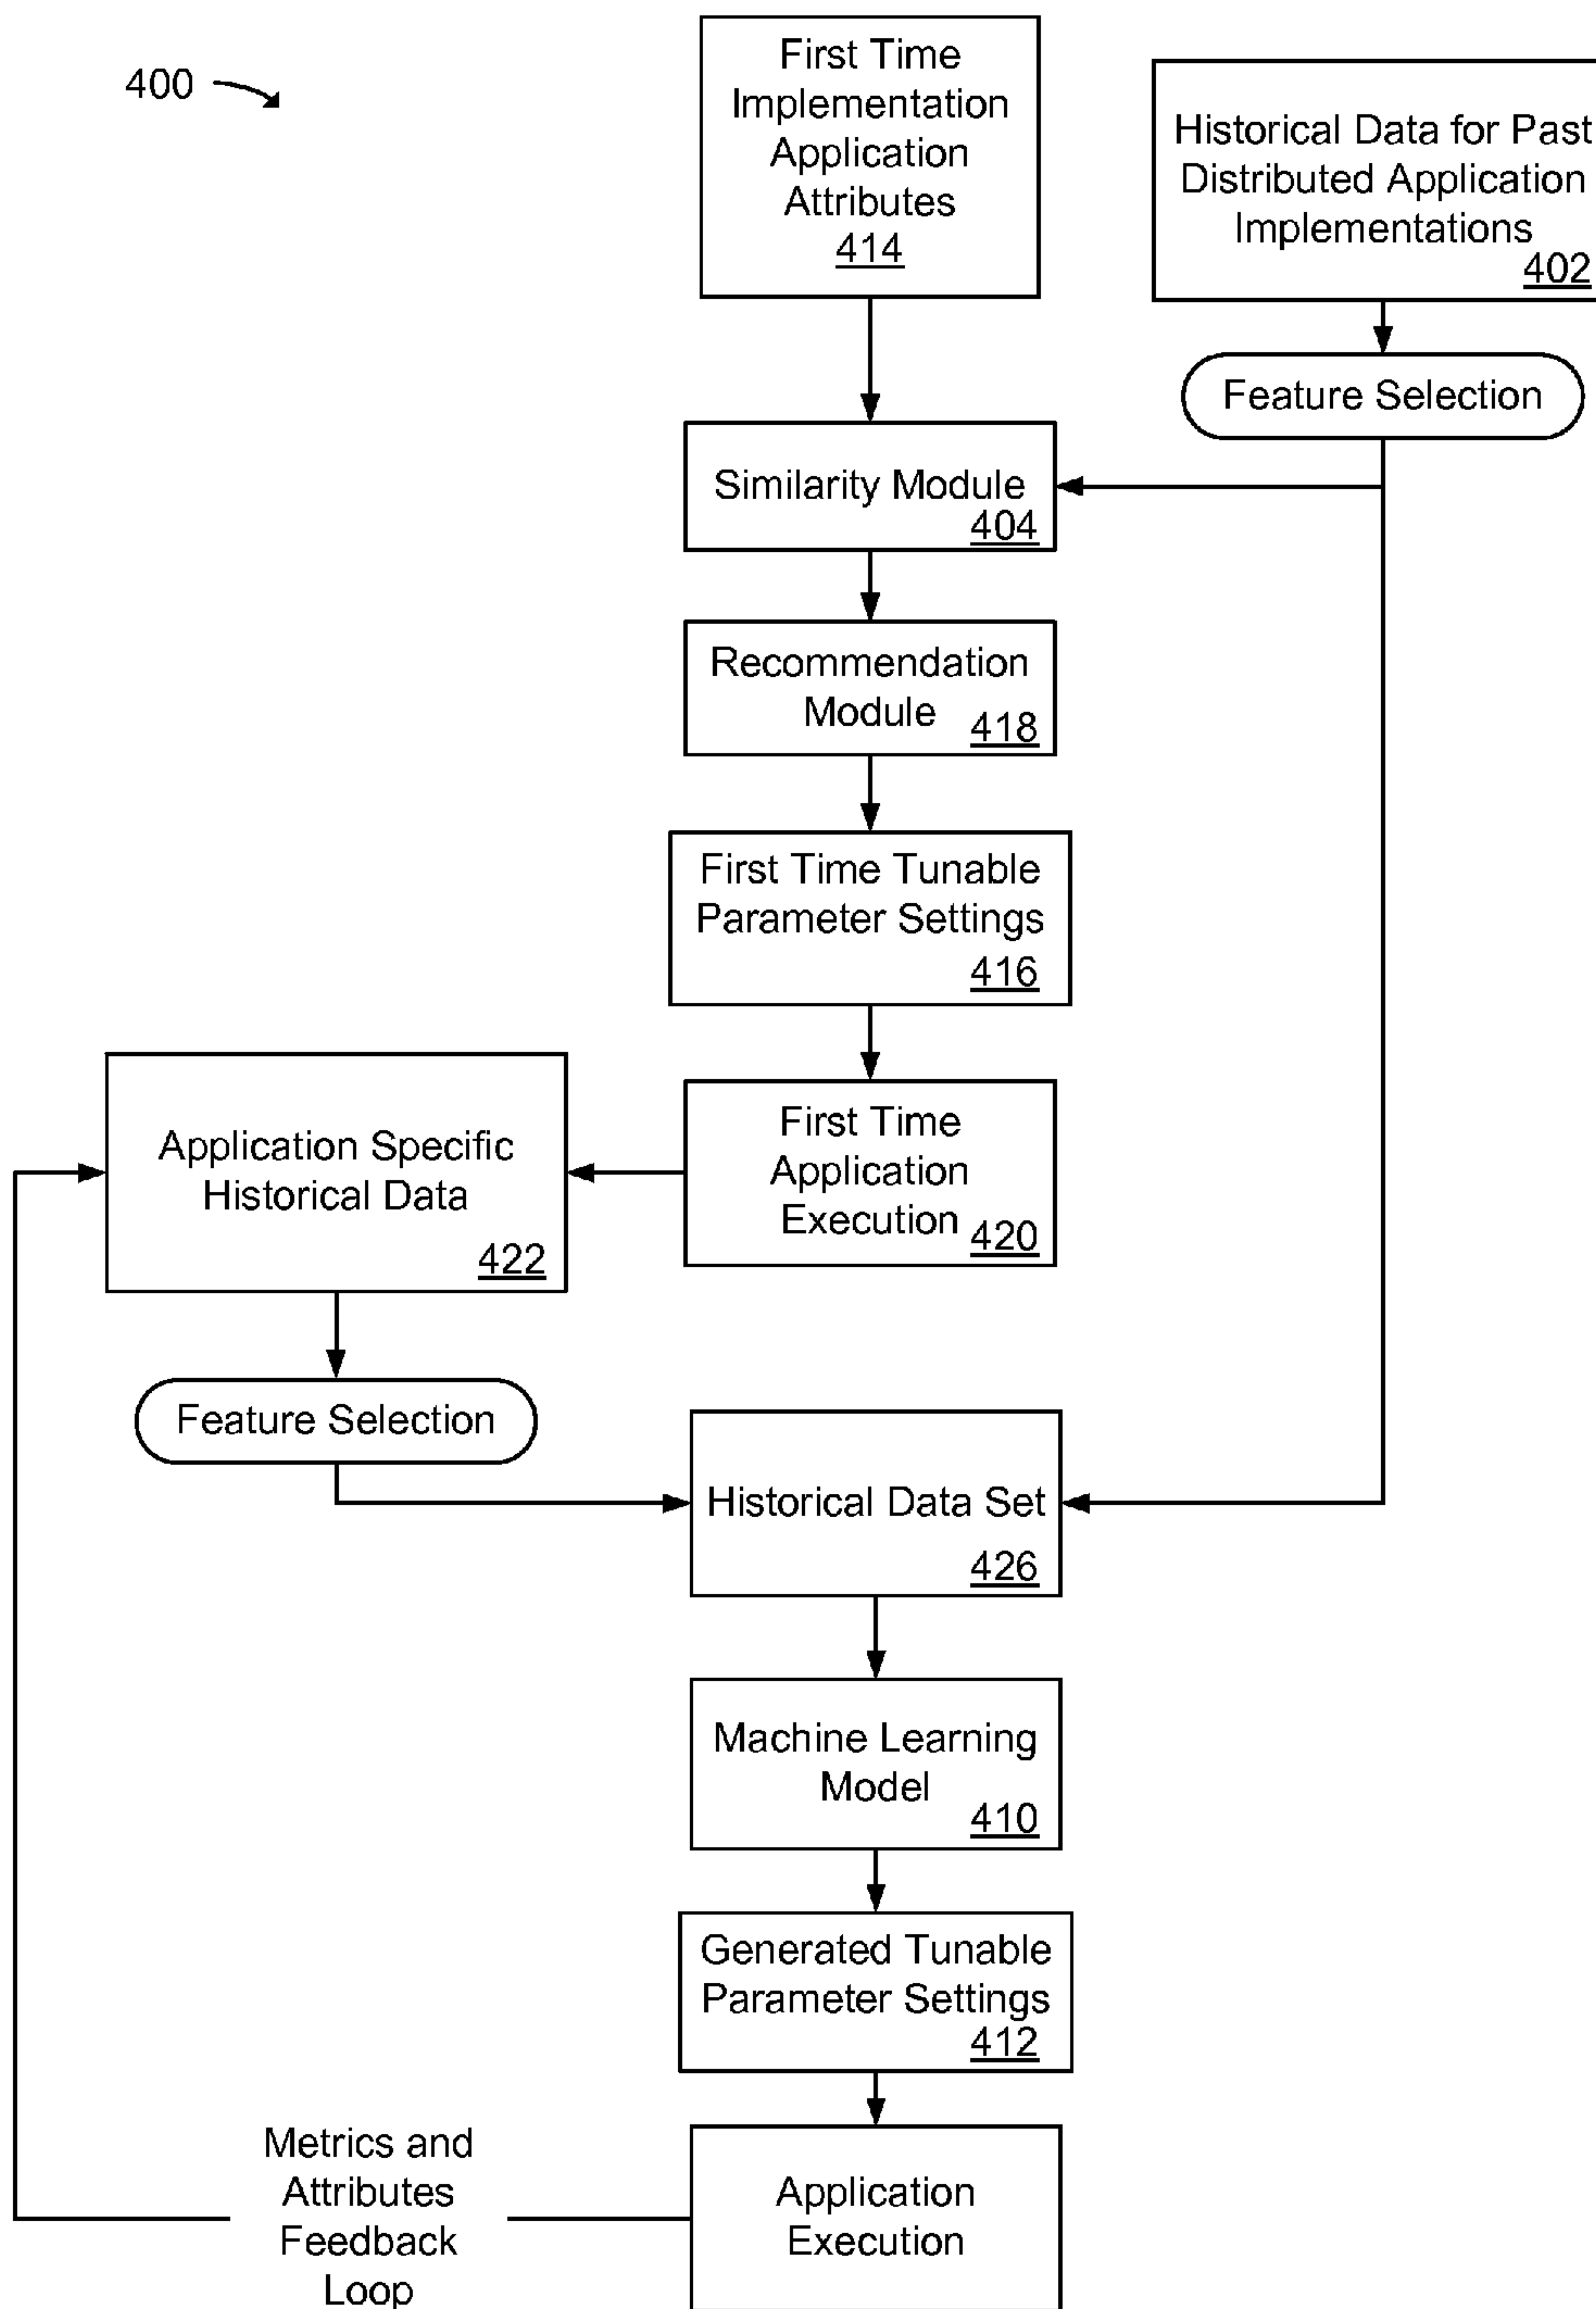 400
First Time
Implementation
Application
Attributes
414
Historical Data for Past
Distributed Application
Implementations
402
Feature Selection
Similarity Module
404
Recommendation
Module
418
First Time Tunable
Parameter Settings
416
First Time
Application
Execution
420
Application Specific
Historical Data
422
Feature Selection
Historical Data Set
426
Machine Learning
Model
410
Generated Tunable
Parameter Settings
412
Application
Execution
Metrics and
Attributes
Feedback
Loop